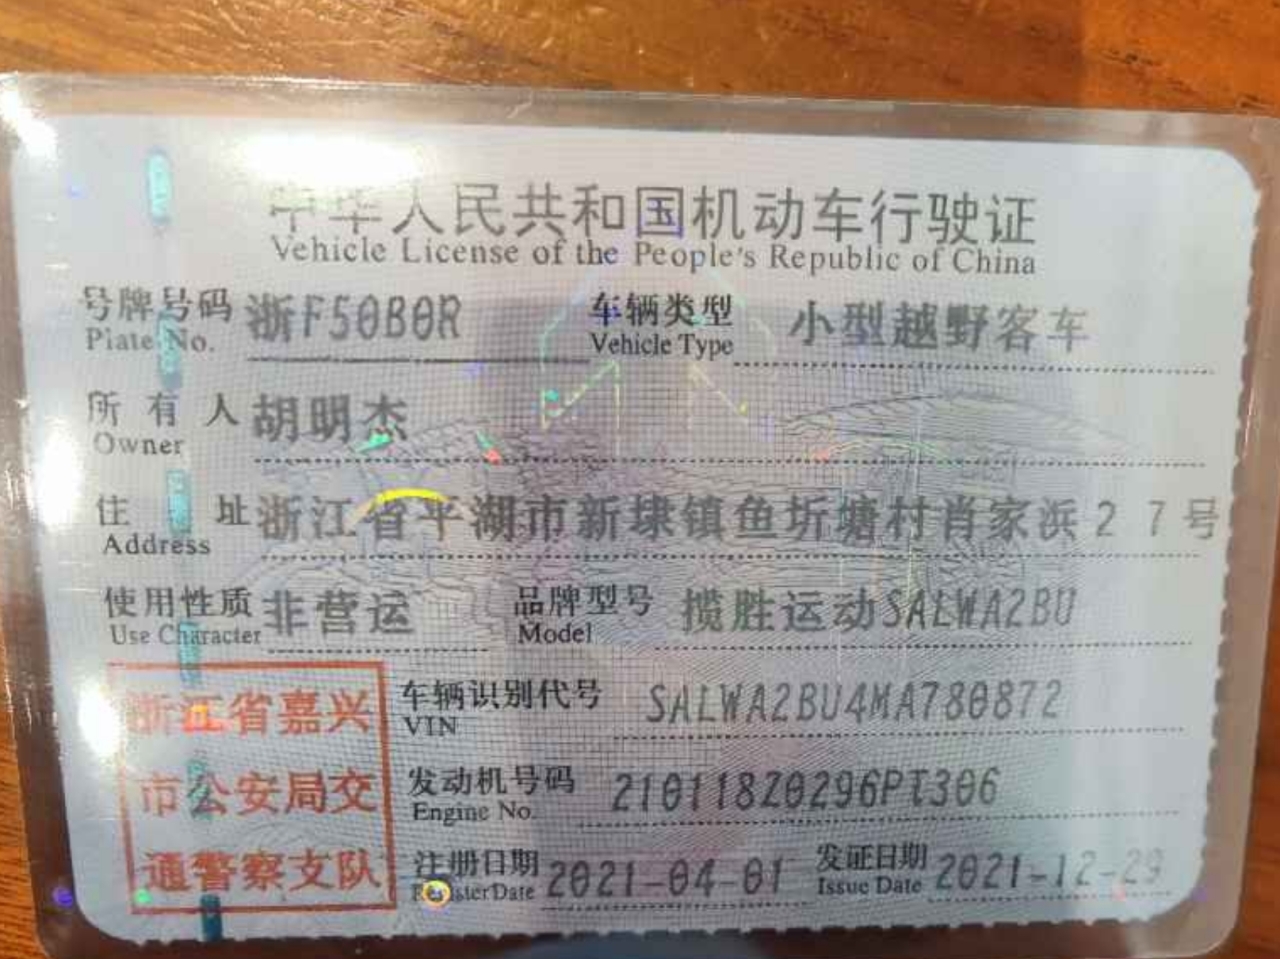 中华人民共和国机动车行驶证
Vehicle License of the People's Republic of China
号牌号码 浙F50B0R 车辆类型 小型越野客车
Plate No. Vehicle Type
所有人 胡明杰
Owner
住址 浙江省平湖市新埭镇鱼圻塘村肖家浜27号
Address
使用性质 非营运 品牌型号 揽胜运动SALWA2BU
Use Character Model
浙江省嘉兴 车辆识别代号 SALWA2BU4MA780872
VIN
市公安局交 发动机号码 210118Z0296PT306
Engine No.
通警察支队 注册日期 2021-04-01 发证日期 2021-12-29
Register Date Issue Date